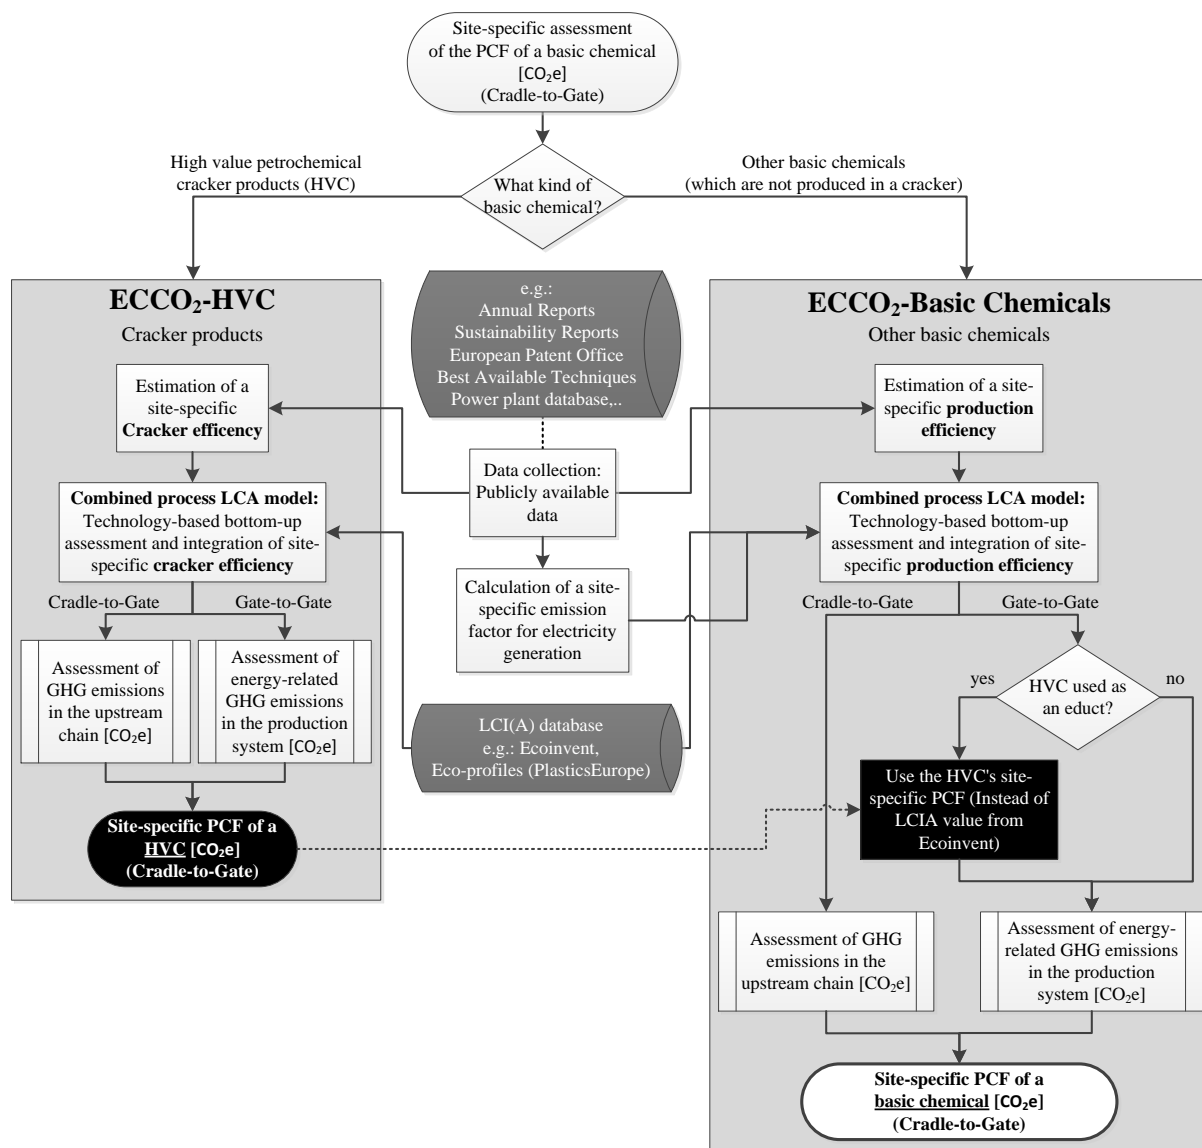 Site-specific assessment
of the PCF of a basic chemical
[CO₂e]
(Cradle-to-Gate)
High value petrochemical
cracker products (HVC)
What kind of
basic chemical?
Other basic chemicals
(which are not produced in a cracker)
ECCO₂-HVC
Cracker products
Estimation of a
site-specific
Cracker efficency
Combined process LCA model:
Technology-based bottom-up
assessment and integration of site-
specific cracker efficiency
Cradle-to-Gate
Gate-to-Gate
Assessment of
GHG emissions
in the upstream
chain [CO₂e]
Assessment of
energy-related
GHG emissions
in the production
system [CO₂e]
Site-specific PCF of a
HVC [CO₂e]
(Cradle-to-Gate)
e.g.:
Annual Reports
Sustainability Reports
European Patent Office
Best Available Techniques
Power plant database,..
Data collection:
Publicly available
data
Calculation of a site-
specific emission
factor for electricity
generation
LCI(A) database
e.g.: Ecoinvent,
Eco-profiles (PlasticsEurope)
ECCO₂-Basic Chemicals
Other basic chemicals
Estimation of a site-
specific production
efficiency
Combined process LCA model:
Technology-based bottom-up
assessment and integration of site-
specific production efficiency
Cradle-to-Gate
Gate-to-Gate
yes
HVC used as
an educt?
no
Use the HVC's site-
specific PCF (Instead of
LCIA value from
Ecoinvent)
Assessment of GHG
emissions in the
upstream chain [CO₂e]
Assessment of energy-
related GHG emissions
in the production
system [CO₂e]
Site-specific PCF of a
basic chemical [CO₂e]
(Cradle-to-Gate)